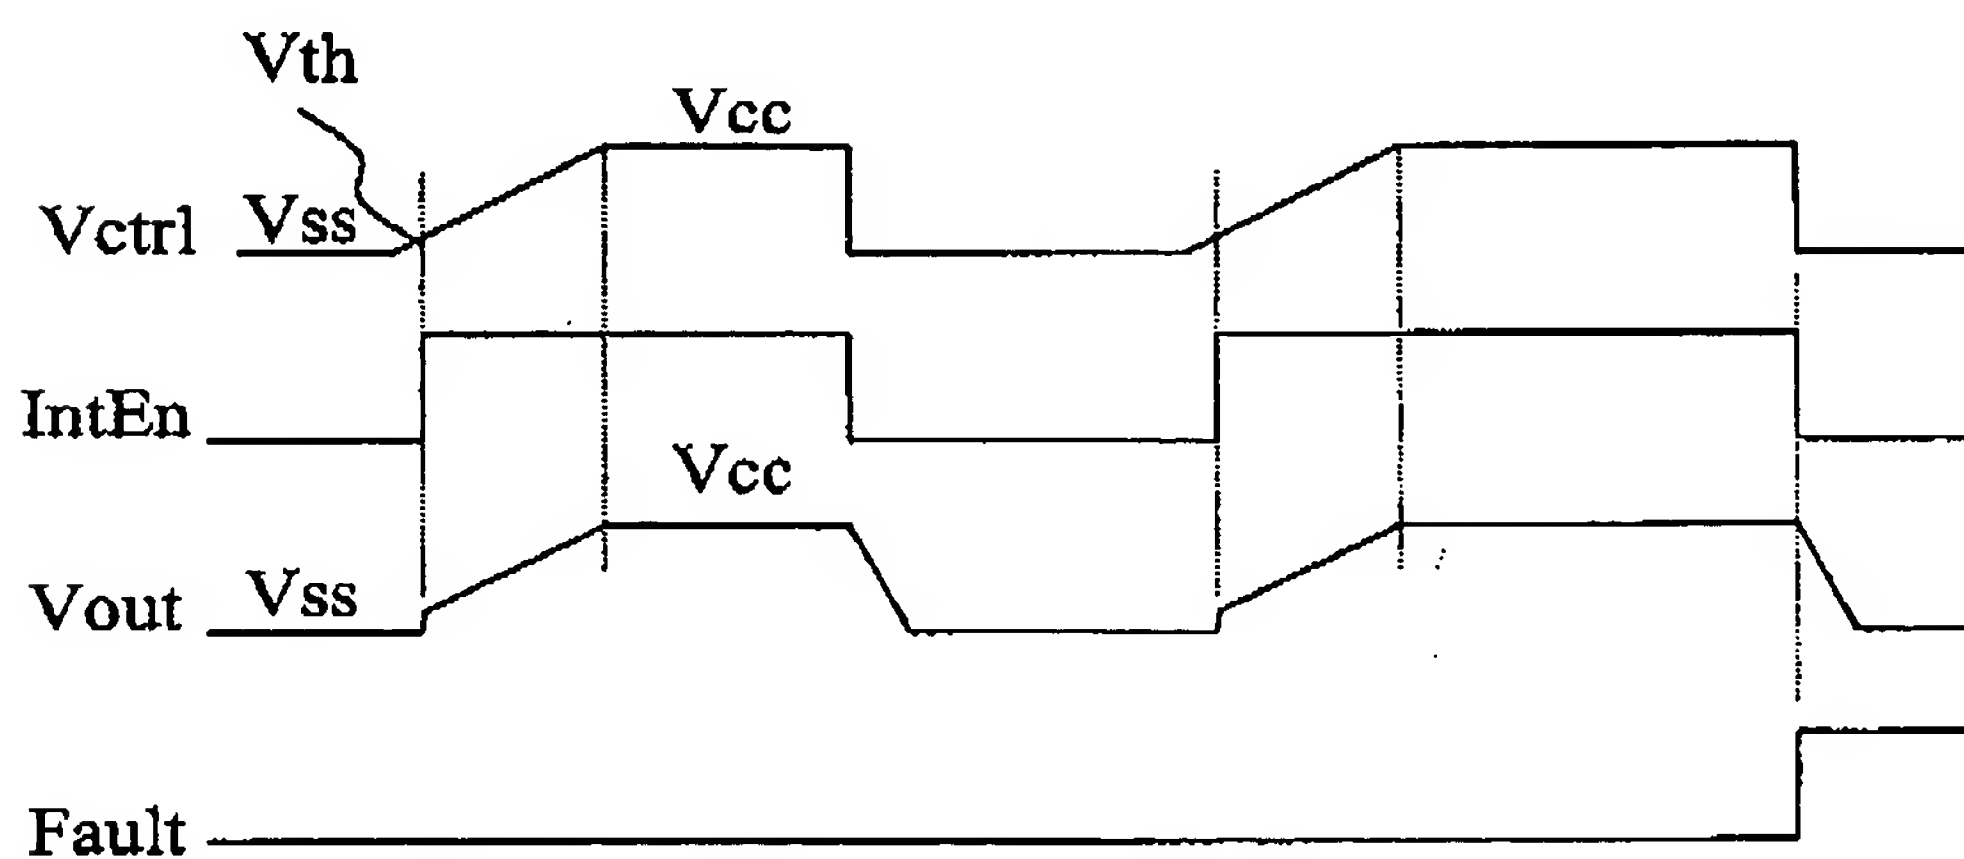 Vth
Vcc
Vctrl Vss
IntEn
Vcc
Vout Vss
Fault